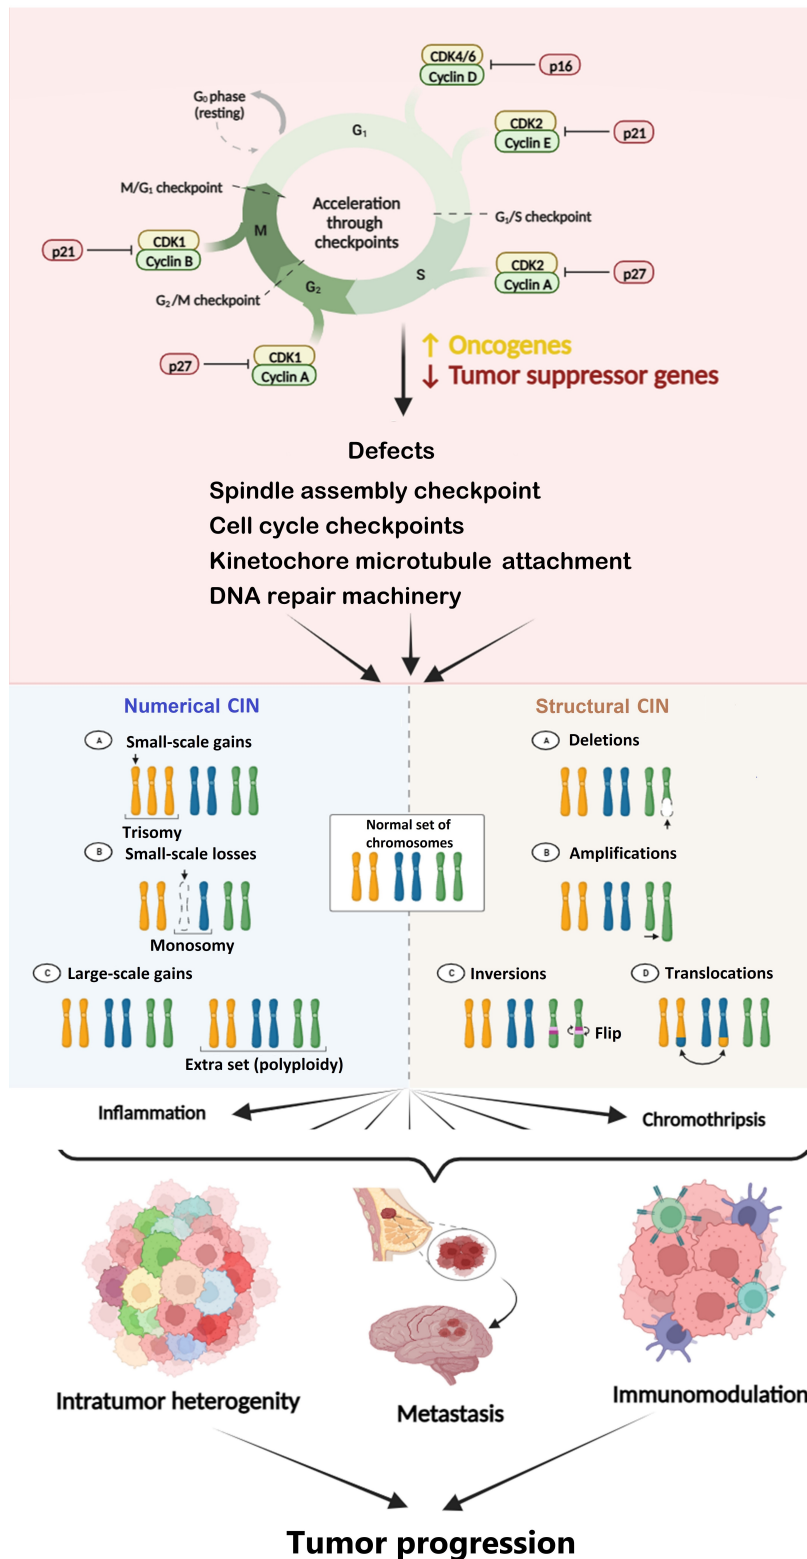 CDK4/6
Cyclin D
p16
G₀ phase
(resting)
G₁
CDK2
Cyclin E
p21
M/G₁ checkpoint
Acceleration
through
checkpoints
G₁/S checkpoint
p21
CDK1
Cyclin B
M
S
CDK2
Cyclin A
p27
G₂
G₂/M checkpoint
p27
CDK1
Cyclin A
↑ Oncogenes
↓ Tumor suppressor genes
Defects
Spindle assembly checkpoint
Cell cycle checkpoints
Kinetochore microtubule attachment
DNA repair machinery
Numerical CIN
A Small-scale gains
Trisomy
B Small-scale losses
Monosomy
C Large-scale gains
Extra set (polyploidy)
Normal set of
chromosomes
Structural CIN
A Deletions
B Amplifications
C Inversions
Flip
D Translocations
Inflammation
Chromothripsis
Intratumor heterogenity
Metastasis
Immunomodulation
Tumor progression